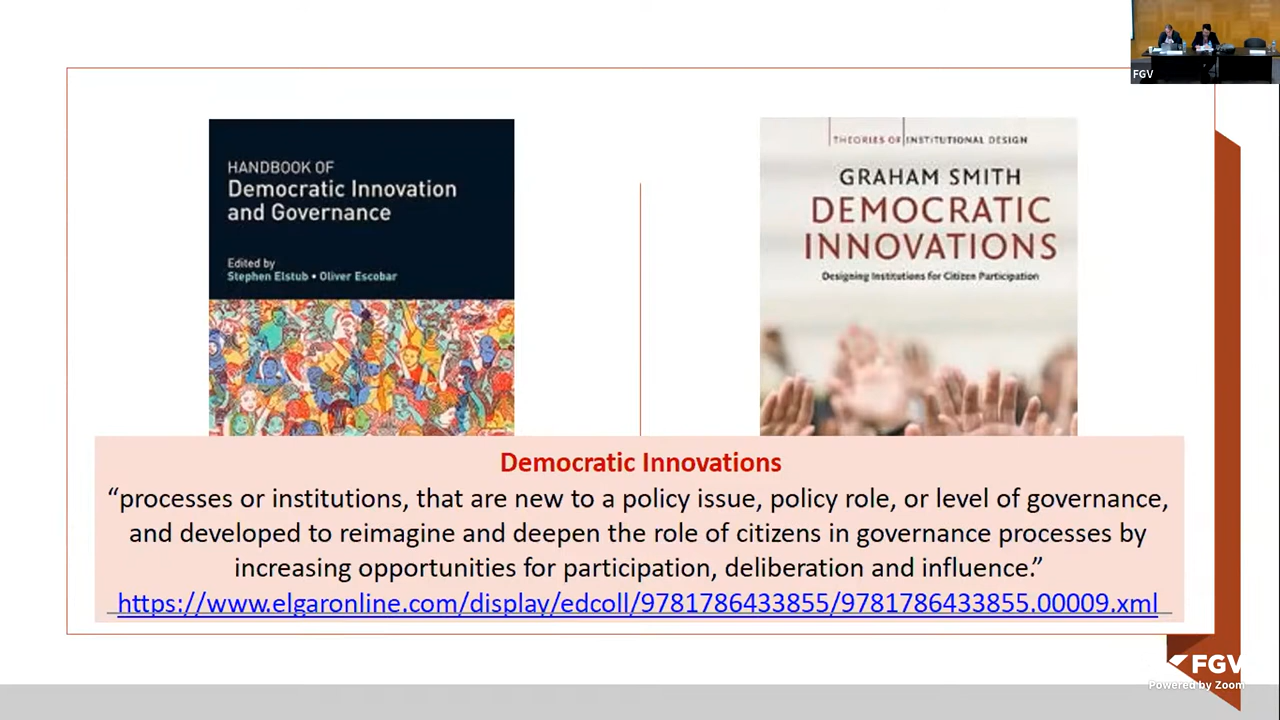 FGV
HANDBOOK OF
Democratic Innovation
and Governance
Edited by
Stephen Elstub • Oliver Escobar
THEORIES OF INSTITUTIONAL DESIGN
GRAHAM SMITH
DEMOCRATIC
INNOVATIONS
Designing Institutions for Citizen Participation
Democratic Innovations
“processes or institutions, that are new to a policy issue, policy role, or level of governance,
and developed to reimagine and deepen the role of citizens in governance processes by
increasing opportunities for participation, deliberation and influence.”
https://www.elgaronline.com/display/edcoll/9781786433855/9781786433855.00009.xml
FGV
Powered by Zoom